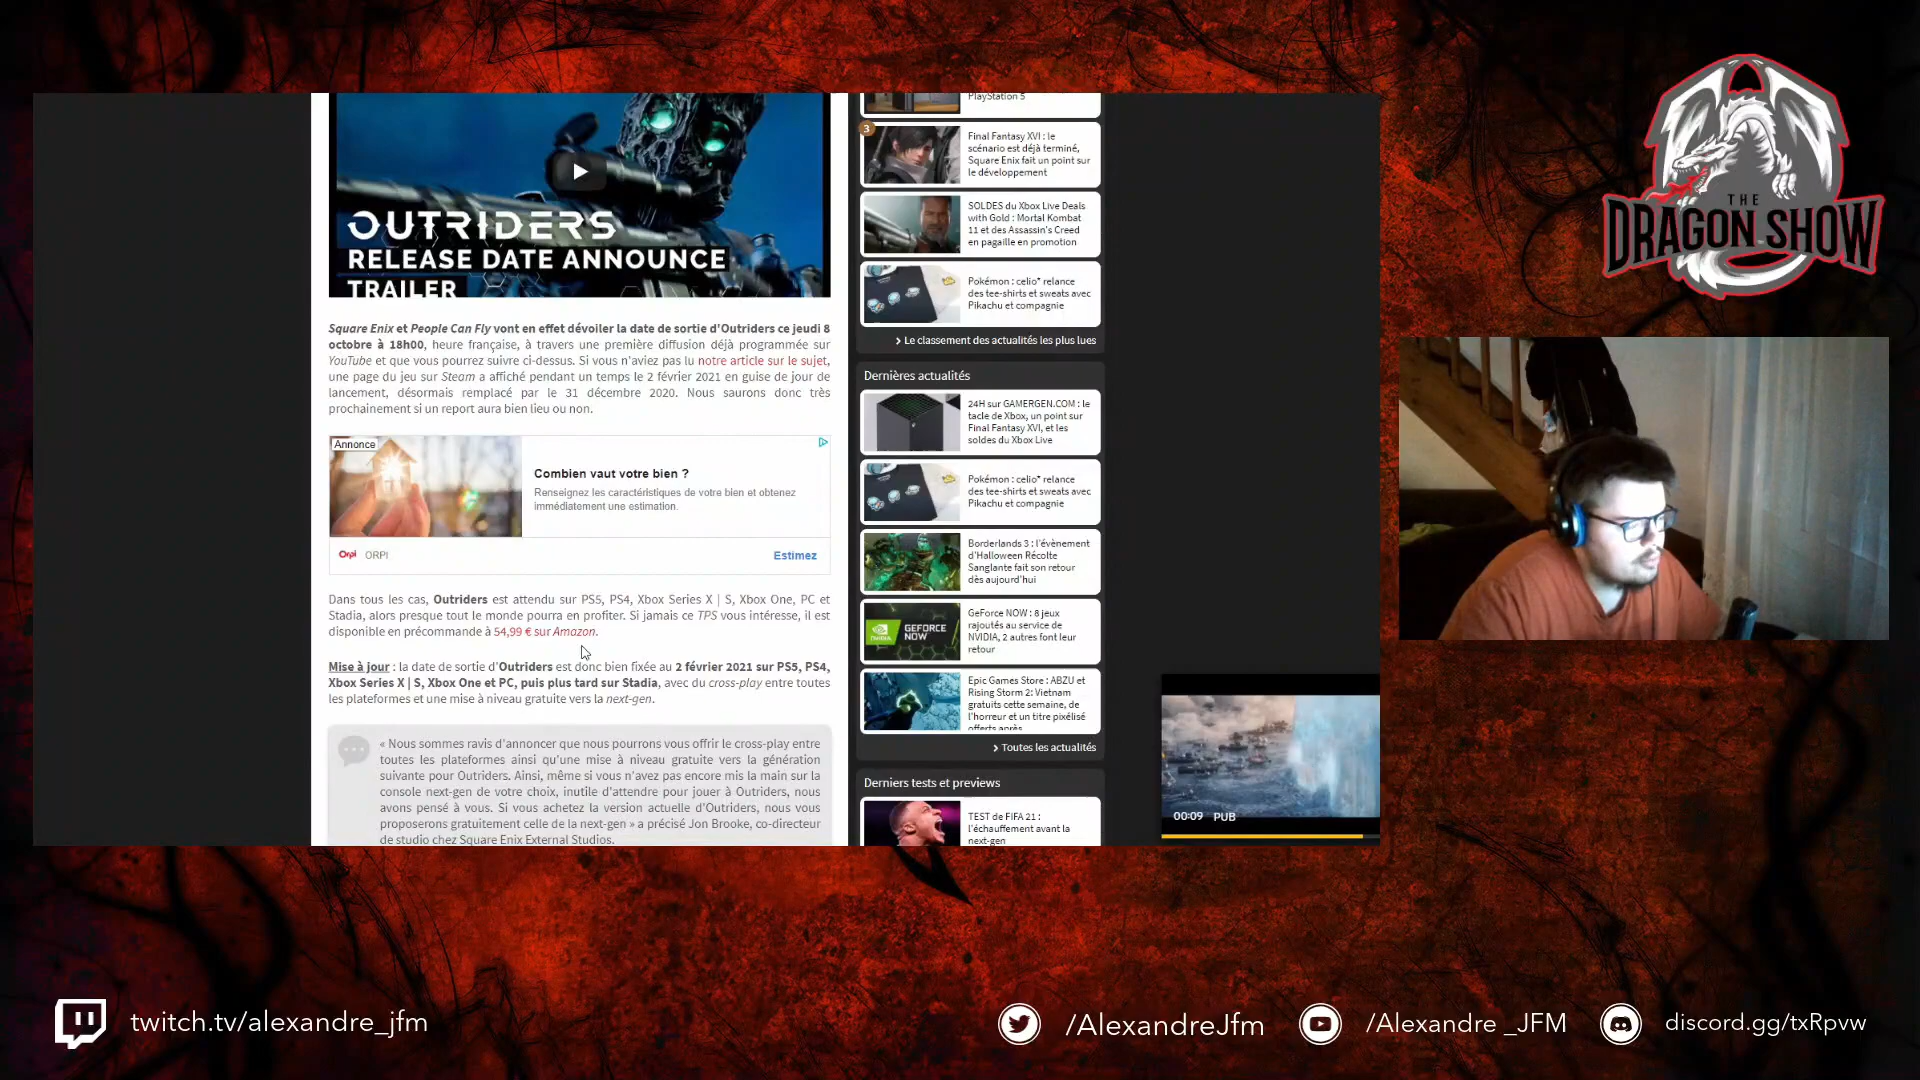 OUTRIDERS
RELEASE DATE ANNOUNCE
TRAILER
Square Enix et People Can Fly vont en effet dévoiler la date de sortie d'Outriders ce jeudi 8
octobre à 18h00, heure française, à travers une première diffusion déjà programmée sur
YouTube et que vous pourrez suivre ci-dessus. Si vous n'aviez pas lu notre article sur le sujet,
une page du jeu sur Steam a affiché pendant un temps le 2 février 2021 en guise de jour de
lancement, désormais remplacé par le 31 décembre 2020. Nous saurons donc très
prochainement si un report aura bien lieu ou non.
Annonce
Combien vaut votre bien ?
Renseignez les caractéristiques de votre bien et obtenez
immédiatement une estimation.
Orpi ORPI
Estimez
Dans tous les cas, Outriders est attendu sur PS5, PS4, Xbox Series X | S, Xbox One, PC et
Stadia, alors presque tout le monde pourra en profiter. Si jamais ce TPS vous intéresse, il est
disponible en précommande à 54,99 € sur Amazon.
Mise à jour : la date de sortie d'Outriders est donc bien fixée au 2 février 2021 sur PS5, PS4,
Xbox Series X | S, Xbox One et PC, puis plus tard sur Stadia, avec du cross-play entre toutes
les plateformes et une mise à niveau gratuite vers la next-gen.
« Nous sommes ravis d'annoncer que nous pourrons vous offrir le cross-play entre
toutes les plateformes ainsi qu'une mise à niveau gratuite vers la génération
suivante pour Outriders. Ainsi, même si vous n'avez pas encore mis la main sur la
console next-gen de votre choix, inutile d'attendre pour jouer à Outriders, nous
avons pensé à vous. Si vous achetez la version actuelle d'Outriders, nous vous
proposerons gratuitement celle de la next-gen » a précisé Jon Brooke, co-directeur
de studio chez Square Enix External Studios.
PlayStation 5
3
Final Fantasy XVI : le
scénario est déjà terminé,
Square Enix fait un point sur
le développement
SOLDES du Xbox Live Deals
with Gold : Mortal Kombat
11 et des Assassin's Creed
en pagaille en promotion
Pokémon : celio* relance
des tee-shirts et sweats avec
Pikachu et compagnie
Le classement des actualités les plus lues
Dernières actualités
24H sur GAMERGEN.COM : le
tacle de Xbox, un point sur
Final Fantasy XVI, et les
soldes du Xbox Live
Pokémon : celio* relance
des tee-shirts et sweats avec
Pikachu et compagnie
Borderlands 3 : l'évènement
d'Halloween Récolte
Sanglante fait son retour
dès aujourd'hui
GEFORCE
NOW
GeForce NOW : 8 jeux
rajoutés au service de
NVIDIA, 2 autres font leur
retour
Epic Games Store : ABZU et
Rising Storm 2: Vietnam
gratuits cette semaine, de
l'horreur et un titre pixélisé
offerts après
Toutes les actualités
Derniers tests et previews
TEST de FIFA 21 :
l'échauffement avant la
next-gen
00:09 PUB
THE
DRAGON SHOW
twitch.tv/alexandre_jfm
/AlexandreJfm
/Alexandre _JFM
discord.gg/txRpvw